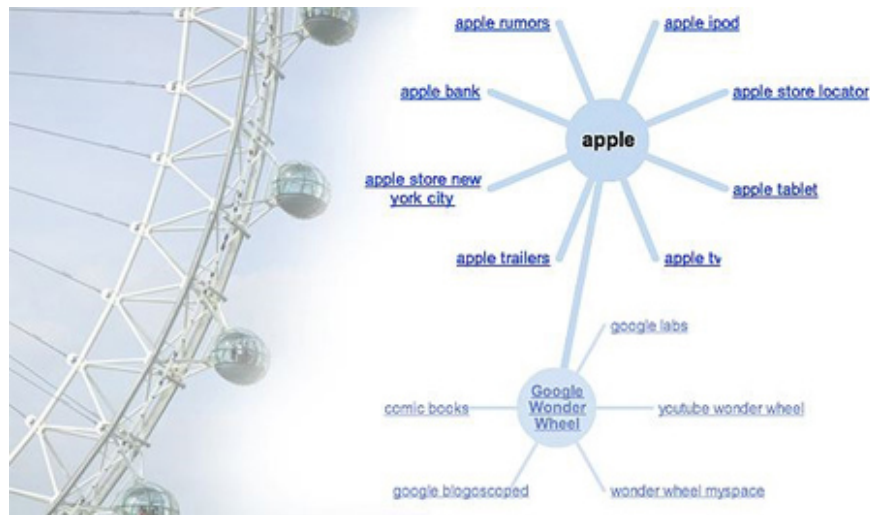 apple rumors
apple ipod
apple bank
apple store locator
apple
apple store new
york city
apple tablet
apple trailers
apple tv
google labs
Google
Wonder
Wheel
comic books
youtube wonder wheel
google blogoscoped
wonder wheel myspace